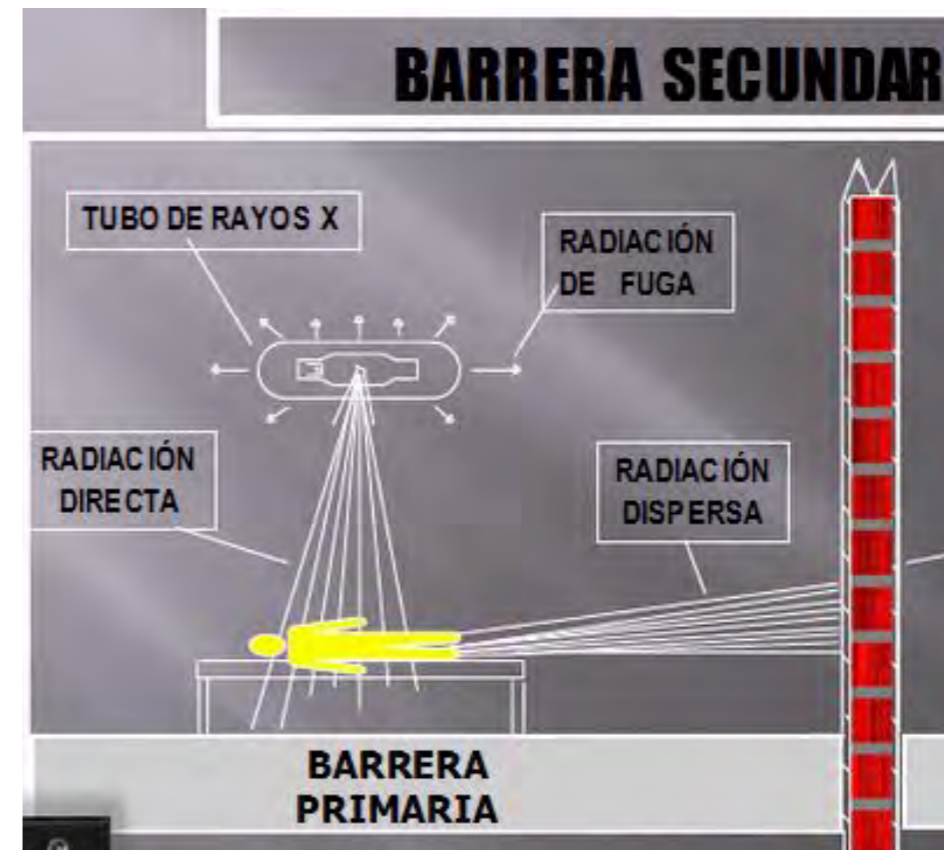 BARRERA SECUNDAR
TUBO DE RAYOS X
RADIACIÓN
DE FUGA
RADIACIÓN
DIRECTA
RADIACIÓN
DISPERSA
BARRERA
PRIMARIA